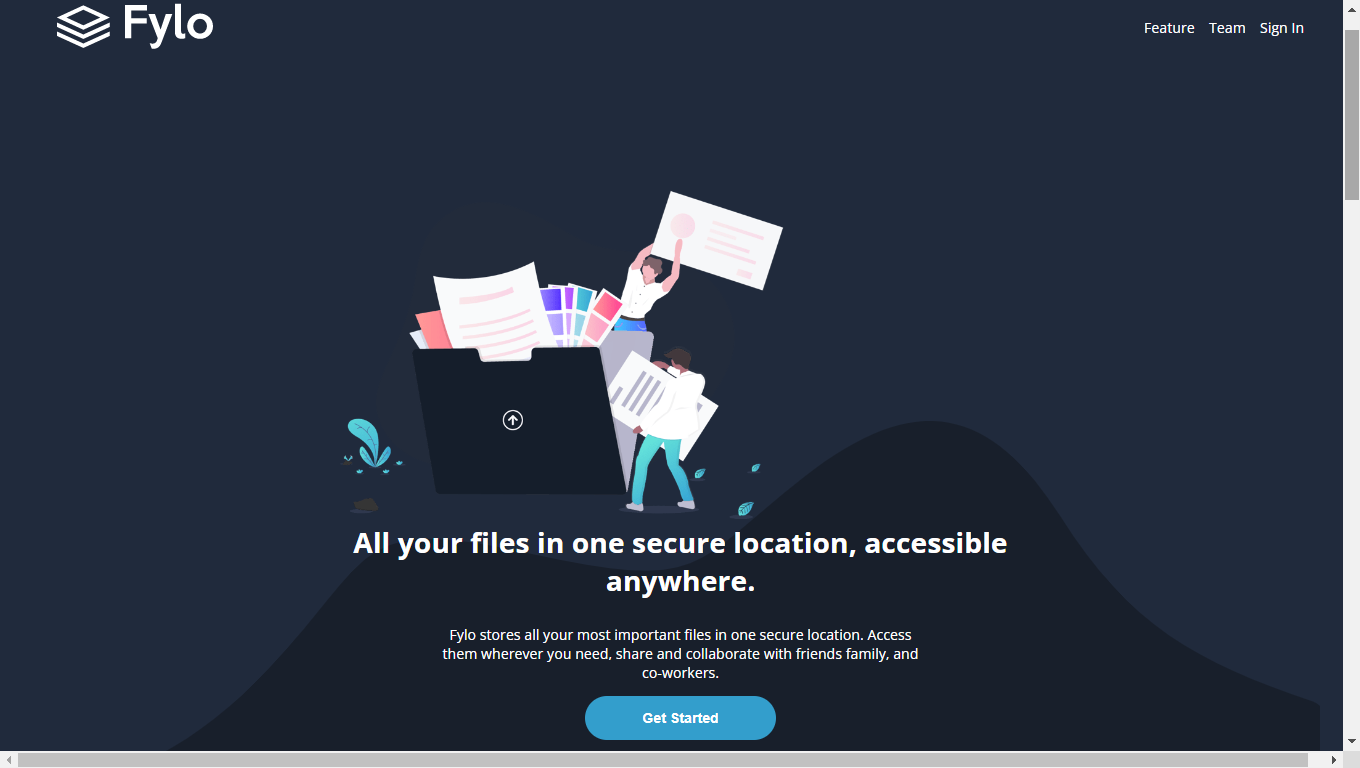 Fylo
Feature Team Sign In
All your files in one secure location, accessible
anywhere.
Fylo stores all your most important files in one secure location. Access
them wherever you need, share and collaborate with friends family, and
co-workers.
Get Started